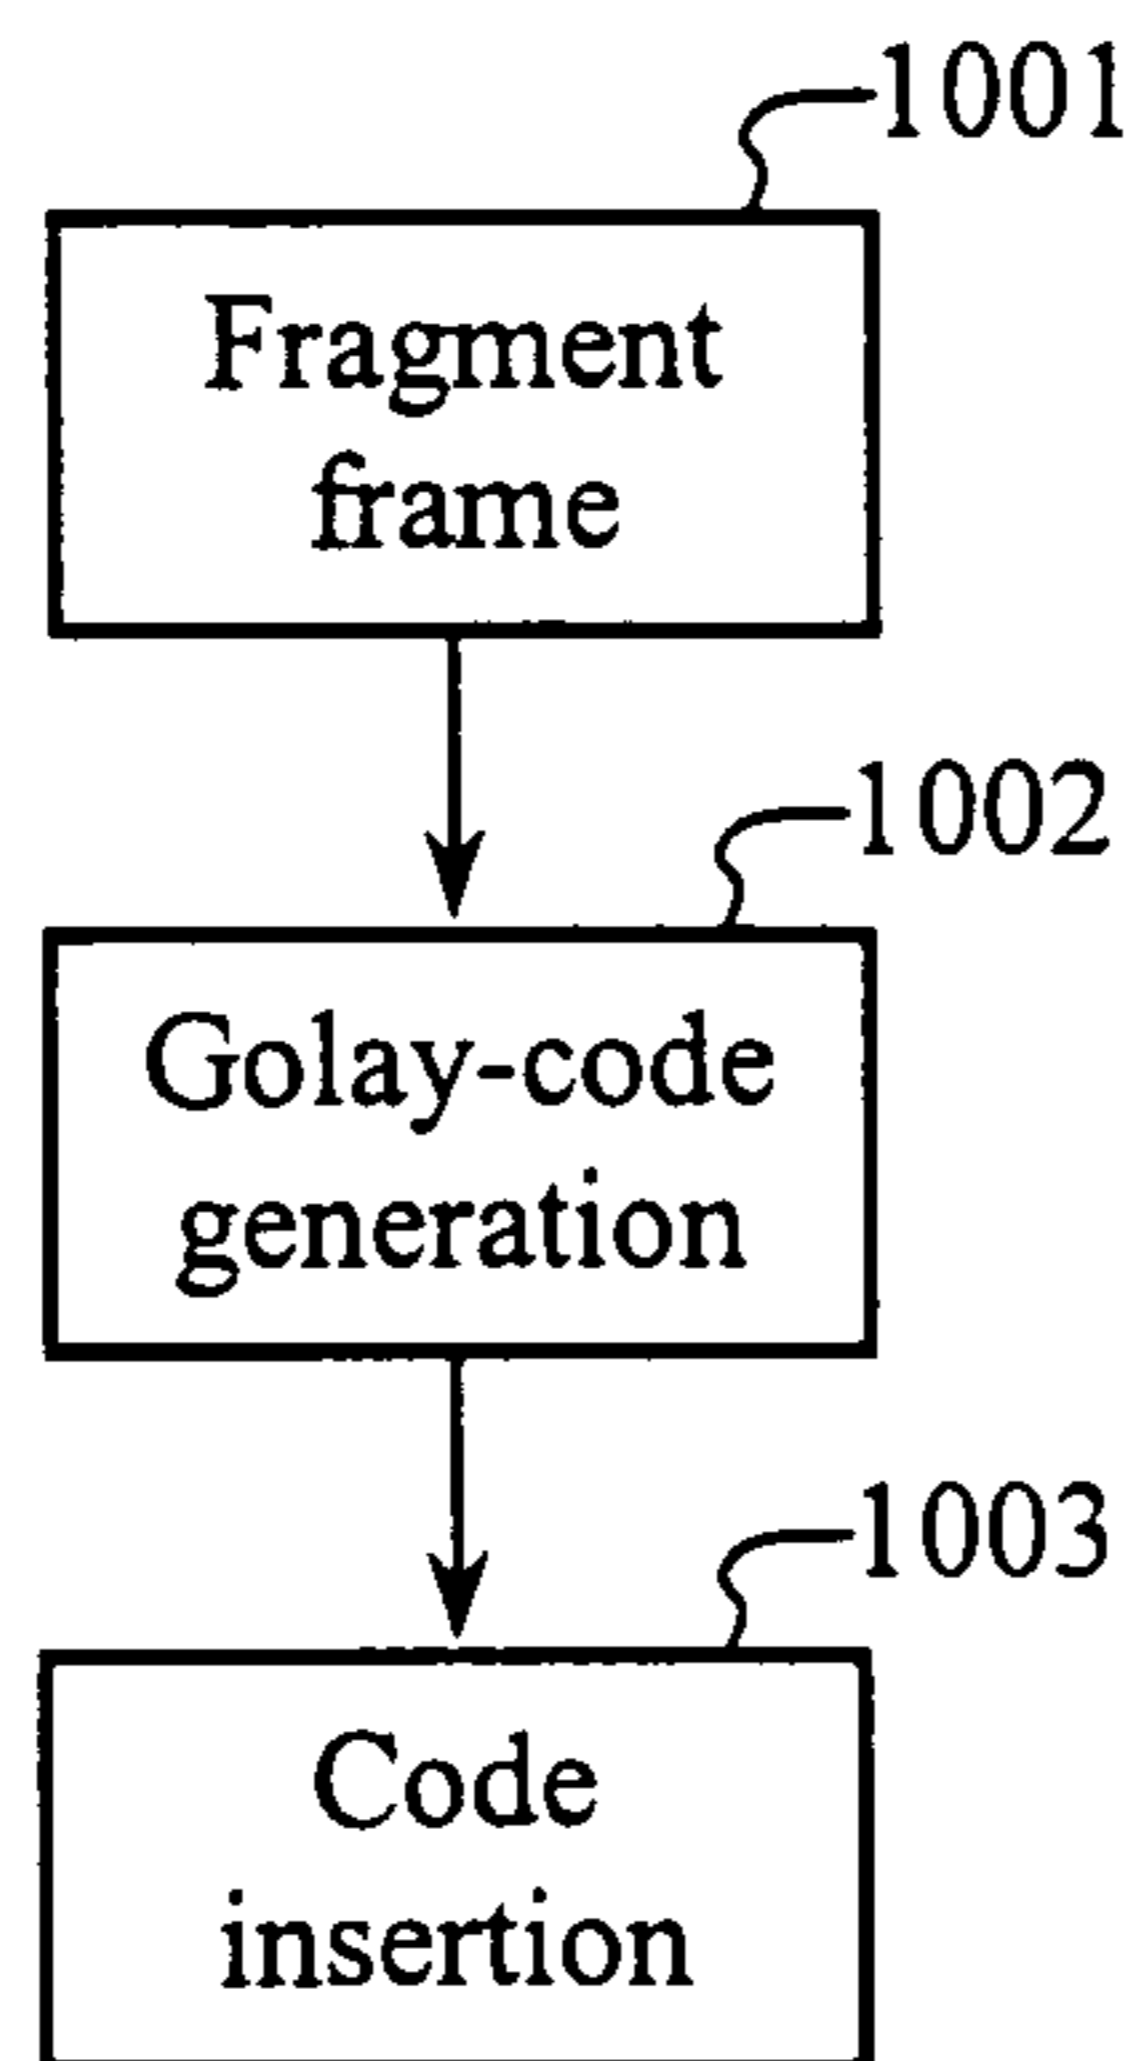 1001
Fragment
frame
1002
Golay-code
generation
1003
Code
insertion